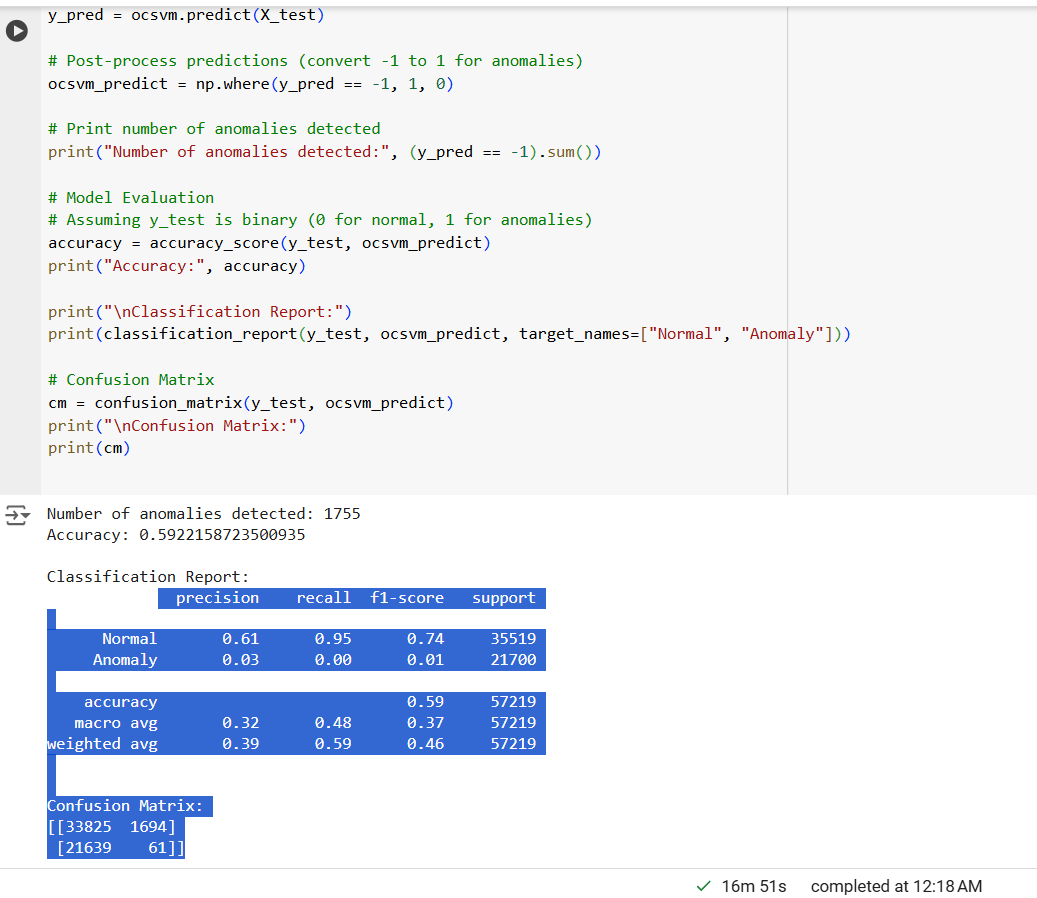 y_pred = ocsvm.predict(X_test)
# Post-process predictions (convert -1 to 1 for anomalies)
ocsvm_predict = np.where(y_pred == -1, 1, 0)
# Print number of anomalies detected
print("Number of anomalies detected:", (y_pred == -1).sum())
# Model Evaluation
# Assuming y_test is binary (0 for normal, 1 for anomalies)
accuracy = accuracy_score(y_test, ocsvm_predict)
print("Accuracy:", accuracy)
print("\nClassification Report:")
print(classification_report(y_test, ocsvm_predict, target_names=["Normal", "Anomaly"]))
# Confusion Matrix
cm = confusion_matrix(y_test, ocsvm_predict)
print("\nConfusion Matrix:")
print(cm)
Number of anomalies detected: 1755
Accuracy: 0.5922158723500935
Classification Report:
precision recall f1-score support
Normal 0.61 0.95 0.74 35519
Anomaly 0.03 0.00 0.01 21700
accuracy 0.59 57219
macro avg 0.32 0.48 0.37 57219
weighted avg 0.39 0.59 0.46 57219
Confusion Matrix:
[[33825 1694]
[21639 61]]
16m 51s completed at 12:18 AM